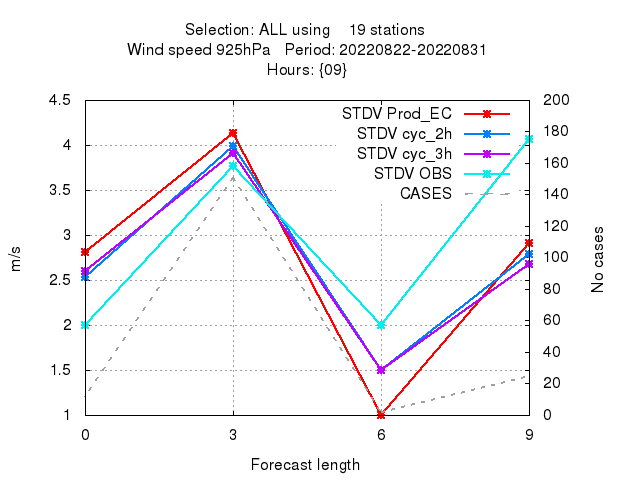 Selection: ALL using 19 stations
Wind speed 925hPa Period: 20220822-20220831
Hours: {09}
4.5
4
3.5
3
2.5
2
1.5
1
200
180
160
140
120
100
80
60
40
20
0
STDV Prod_EC
STDV cyc_2h
STDV cyc_3h
STDV OBS
CASES
m/s
No cases
0 3 6 9
Forecast length